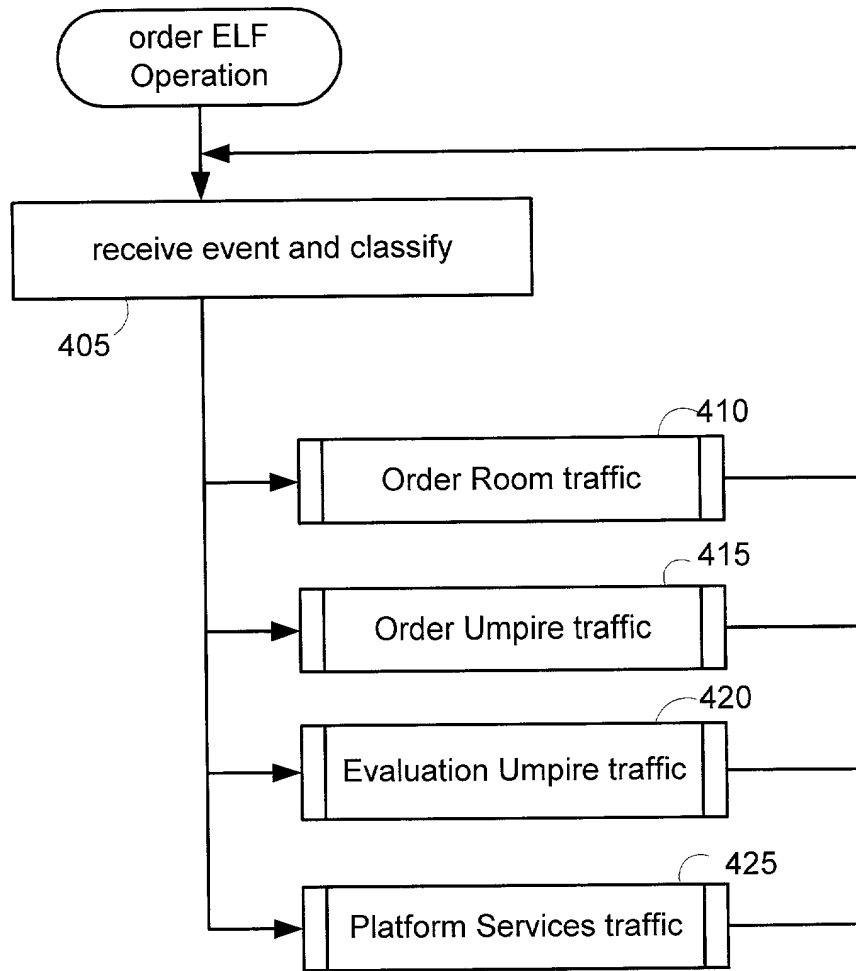 order ELF
Operation
receive event and classify
405
410
Order Room traffic
415
Order Umpire traffic
420
Evaluation Umpire traffic
425
Platform Services traffic